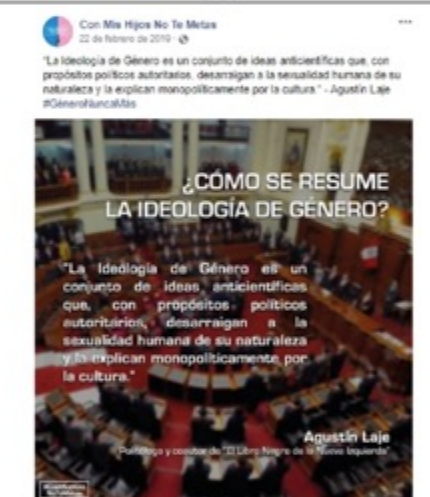 Con Mis Hijos No Te Metas
22 de febrero de 2019
"La Ideología de Género es un conjunto de ideas anticientíficas que, con
propósitos políticos autoritarios, desarraigan a la sexualidad humana de su
naturaleza y la explican monopolíticamente por la cultura." - Agustín Laje
#GéneroNuncaMás
¿CÓMO SE RESUME
LA IDEOLOGÍA DE GÉNERO?
"La Ideología de Género es un
conjunto de ideas anticientíficas
que, con propósitos políticos
autoritarios, desarraigan a la
sexualidad humana de su naturaleza
y la explican monopolíticamente por
la cultura."
Agustín Laje
Politólogo y coautor de "El Libro Negro de la Nueva Izquierda"